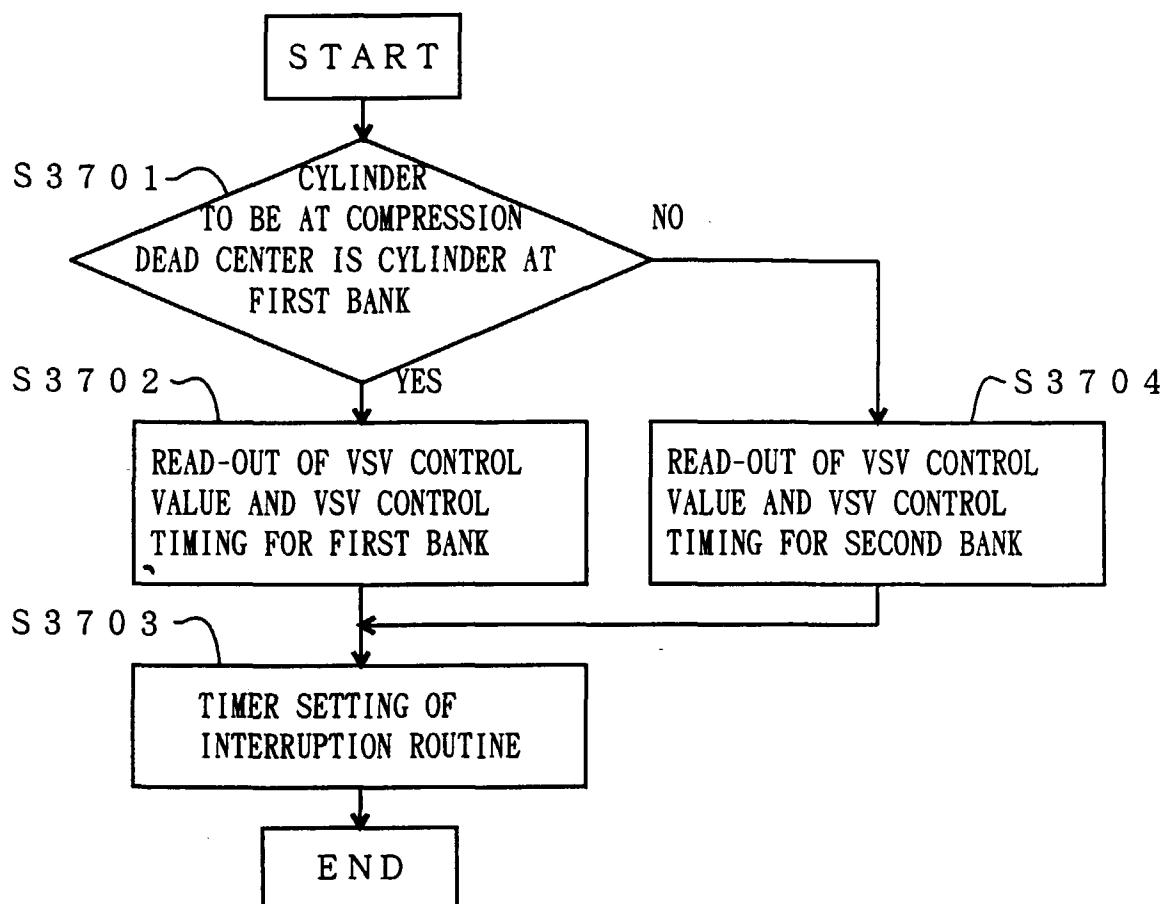 START
S3701
CYLINDER
TO BE AT COMPRESSION
DEAD CENTER IS CYLINDER AT
FIRST BANK
NO
YES
S3702
READ-OUT OF VSV CONTROL
VALUE AND VSV CONTROL
TIMING FOR FIRST BANK
S3704
READ-OUT OF VSV CONTROL
VALUE AND VSV CONTROL
TIMING FOR SECOND BANK
S3703
TIMER SETTING OF
INTERRUPTION ROUTINE
END